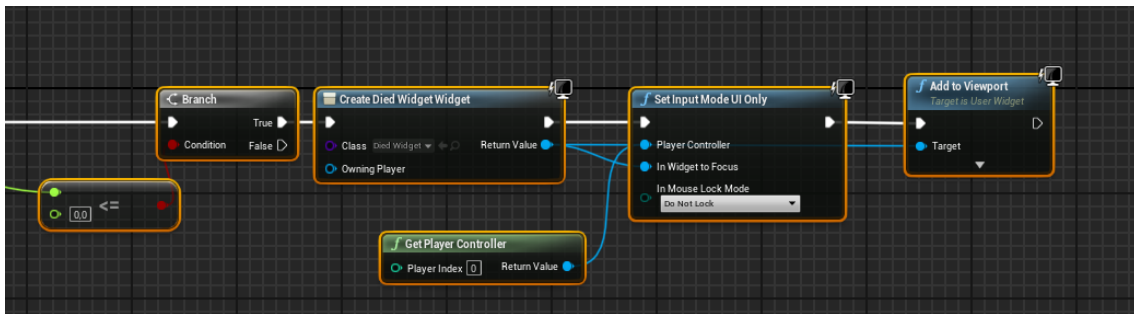 Branch
True
Condition
False
0,0
<=
Create Died Widget Widget
Class
Died Widget
Return Value
Owning Player
Get Player Controller
Player Index
0
Return Value
Set Input Mode UI Only
Player Controller
In Widget to Focus
In Mouse Lock Mode
Do Not Lock
Add to Viewport
Target is User Widget
Target